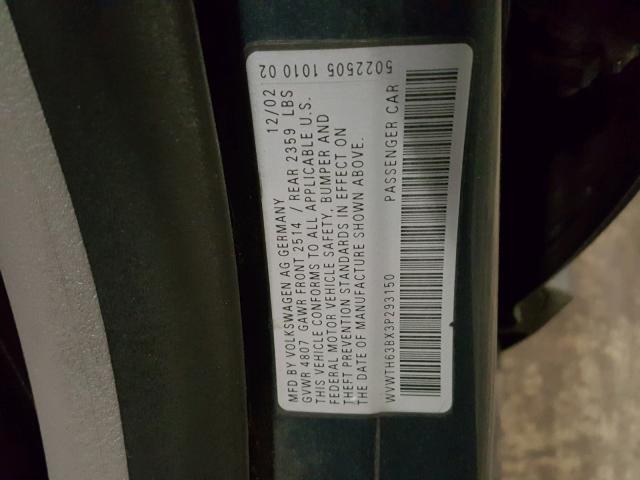 MFD BY VOLKSWAGEN AG GERMANY 12/02
GVWR 4807 GAWR FRONT 2514 / REAR 2359 LBS
THIS VEHICLE CONFORMS TO ALL APPLICABLE U.S.
FEDERAL MOTOR VEHICLE SAFETY, BUMPER AND
THEFT PREVENTION STANDARDS IN EFFECT ON
THE DATE OF MANUFACTURE SHOWN ABOVE.
WVWTH63BX3P293150 PASSENGER CAR
5022505 1010 02